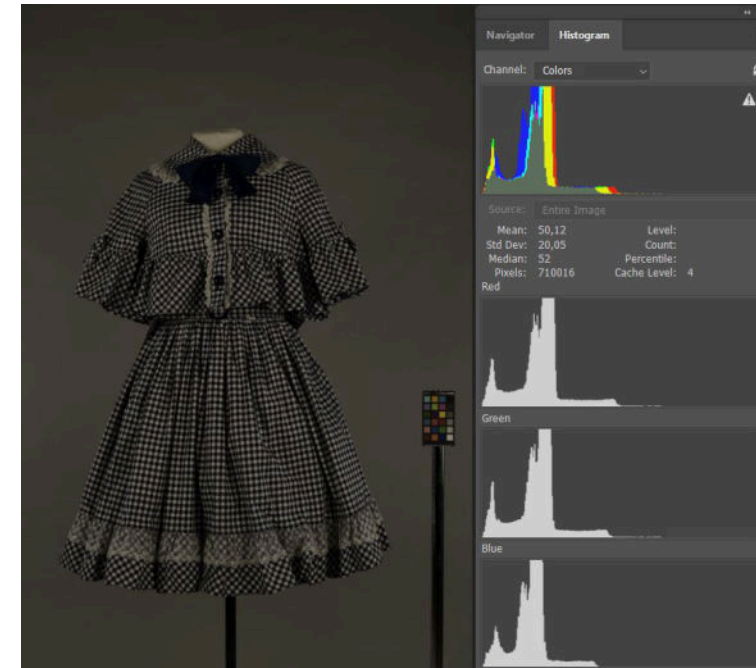 Navigator Histogram
Channel: Colors
Source: Entire Image
Mean: 50,12 Level:
Std Dev: 20,05 Count:
Median: 52 Percentile:
Pixels: 710016 Cache Level: 4
Red
Green
Blue